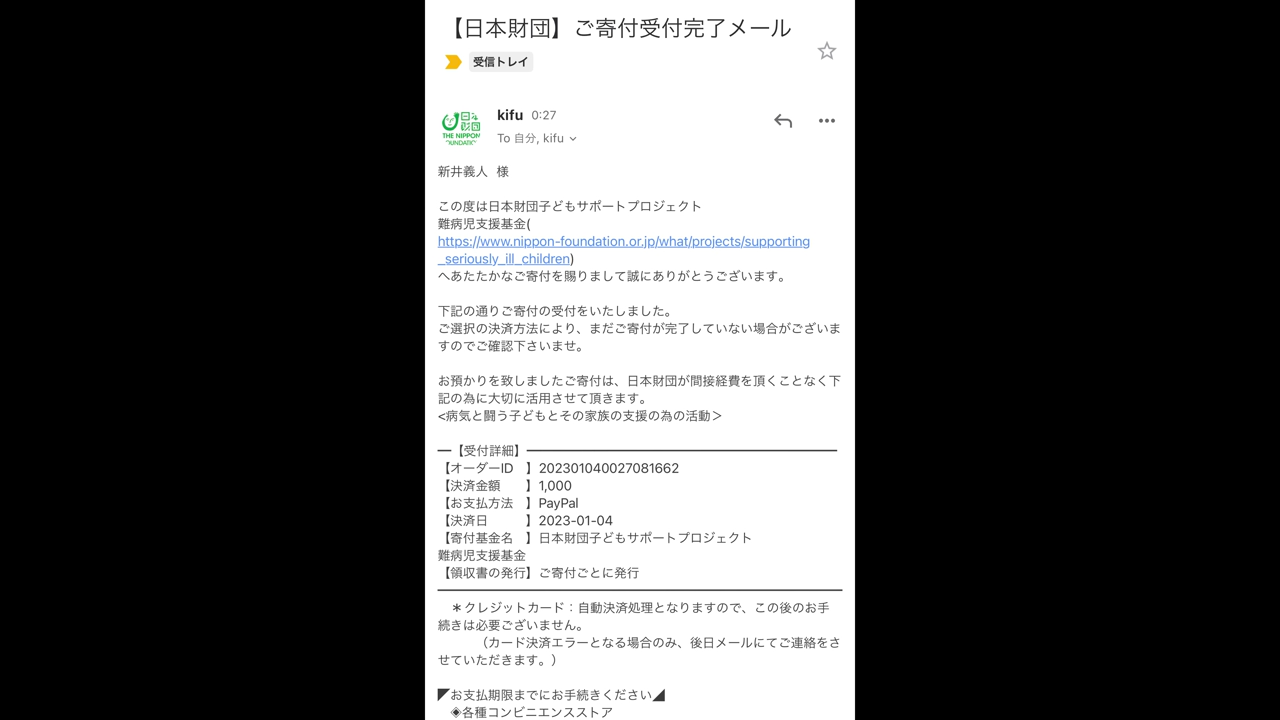 【日本財団】ご寄付受付完了メール
受信トレイ
kifu 0:27
To 自分, kifu
THE NIPPON
新井義人 様
この度は日本財団子どもサポートプロジェクト
難病児支援基金(
https://www.nippon-foundation.or.jp/what/projects/supporting
_seriously_ill_children)
へあたたかなご寄付を賜りまして誠にありがとうございます。
下記の通りご寄付の受付をいたしました。
ご選択の決済方法により、まだご寄付が完了していない場合がございま
すのでご確認下さいませ。
お預かりを致しましたご寄付は、日本財団が間接経費を頂くことなく下
記の為に大切に活用させて頂きます。
<病気と闘う子どもとその家族の支援の為の活動＞
━【受付詳細】━━━━━━━━━━━━━━━━━━━━━━━━━
【オーダーID 】202301040027081662
【決済金額 】1,000
【お支払方法 】PayPal
【決済日 】2023-01-04
【寄付基金名 】日本財団子どもサポートプロジェクト
難病児支援基金
【領収書の発行】ご寄付ごとに発行
＊クレジットカード：自動決済処理となりますので、この後のお手
続きは必要ございません。
（カード決済エラーとなる場合のみ、後日メールにてご連絡をさ
せていただきます。）
◤お支払期限までにお手続きください◢
◈各種コンビニエンスストア